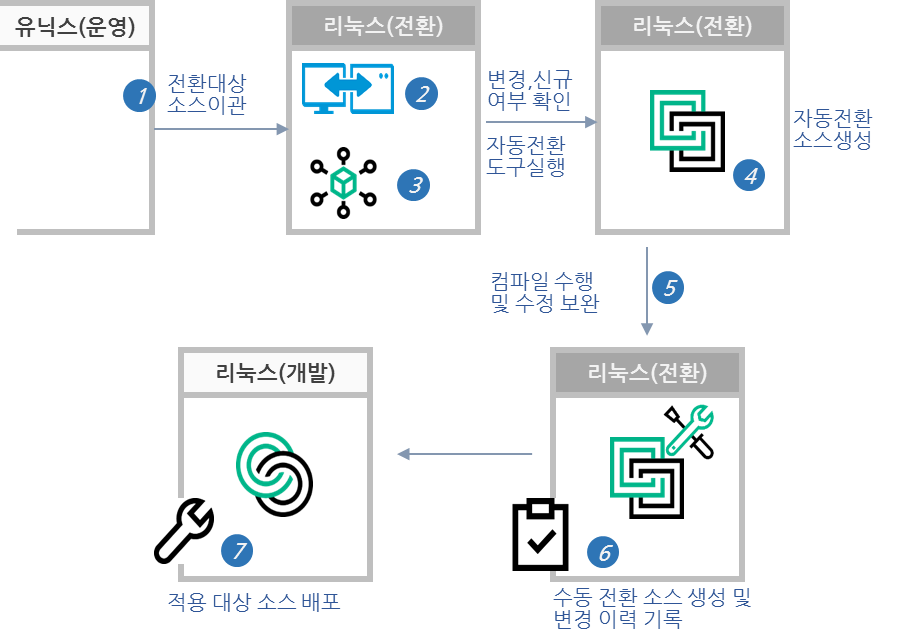 유닉스(운영)
1
전환대상
소스이관
리눅스(전환)
2
3
변경,신규
여부 확인
자동전환
도구실행
리눅스(전환)
4
자동전환
소스생성
컴파일 수행
및 수정 보완
5
리눅스(전환)
6
수동 전환 소스 생성 및
변경 이력 기록
리눅스(개발)
7
적용 대상 소스 배포